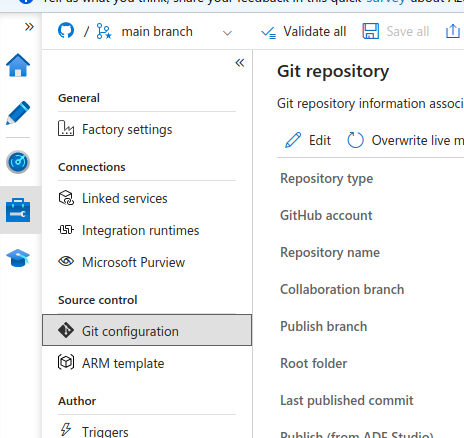 Tell us what you think, share your feedback in this quick survey about AZ
/ main branch
Validate all
Save all
General
Factory settings
Connections
Linked services
Integration runtimes
Microsoft Purview
Source control
Git configuration
ARM template
Author
Triggers
Git repository
Git repository information associ
Edit
Overwrite live m
Repository type
GitHub account
Repository name
Collaboration branch
Publish branch
Root folder
Last published commit
Publish (from ADF Studio)